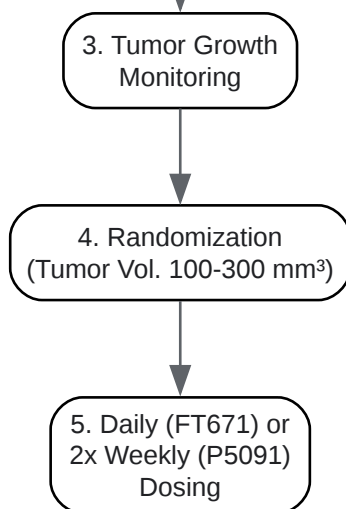 3. Tumor Growth
Monitoring
4. Randomization
(Tumor Vol. 100-300 mm³)
5. Daily (FT671) or
2x Weekly (P5091)
Dosing